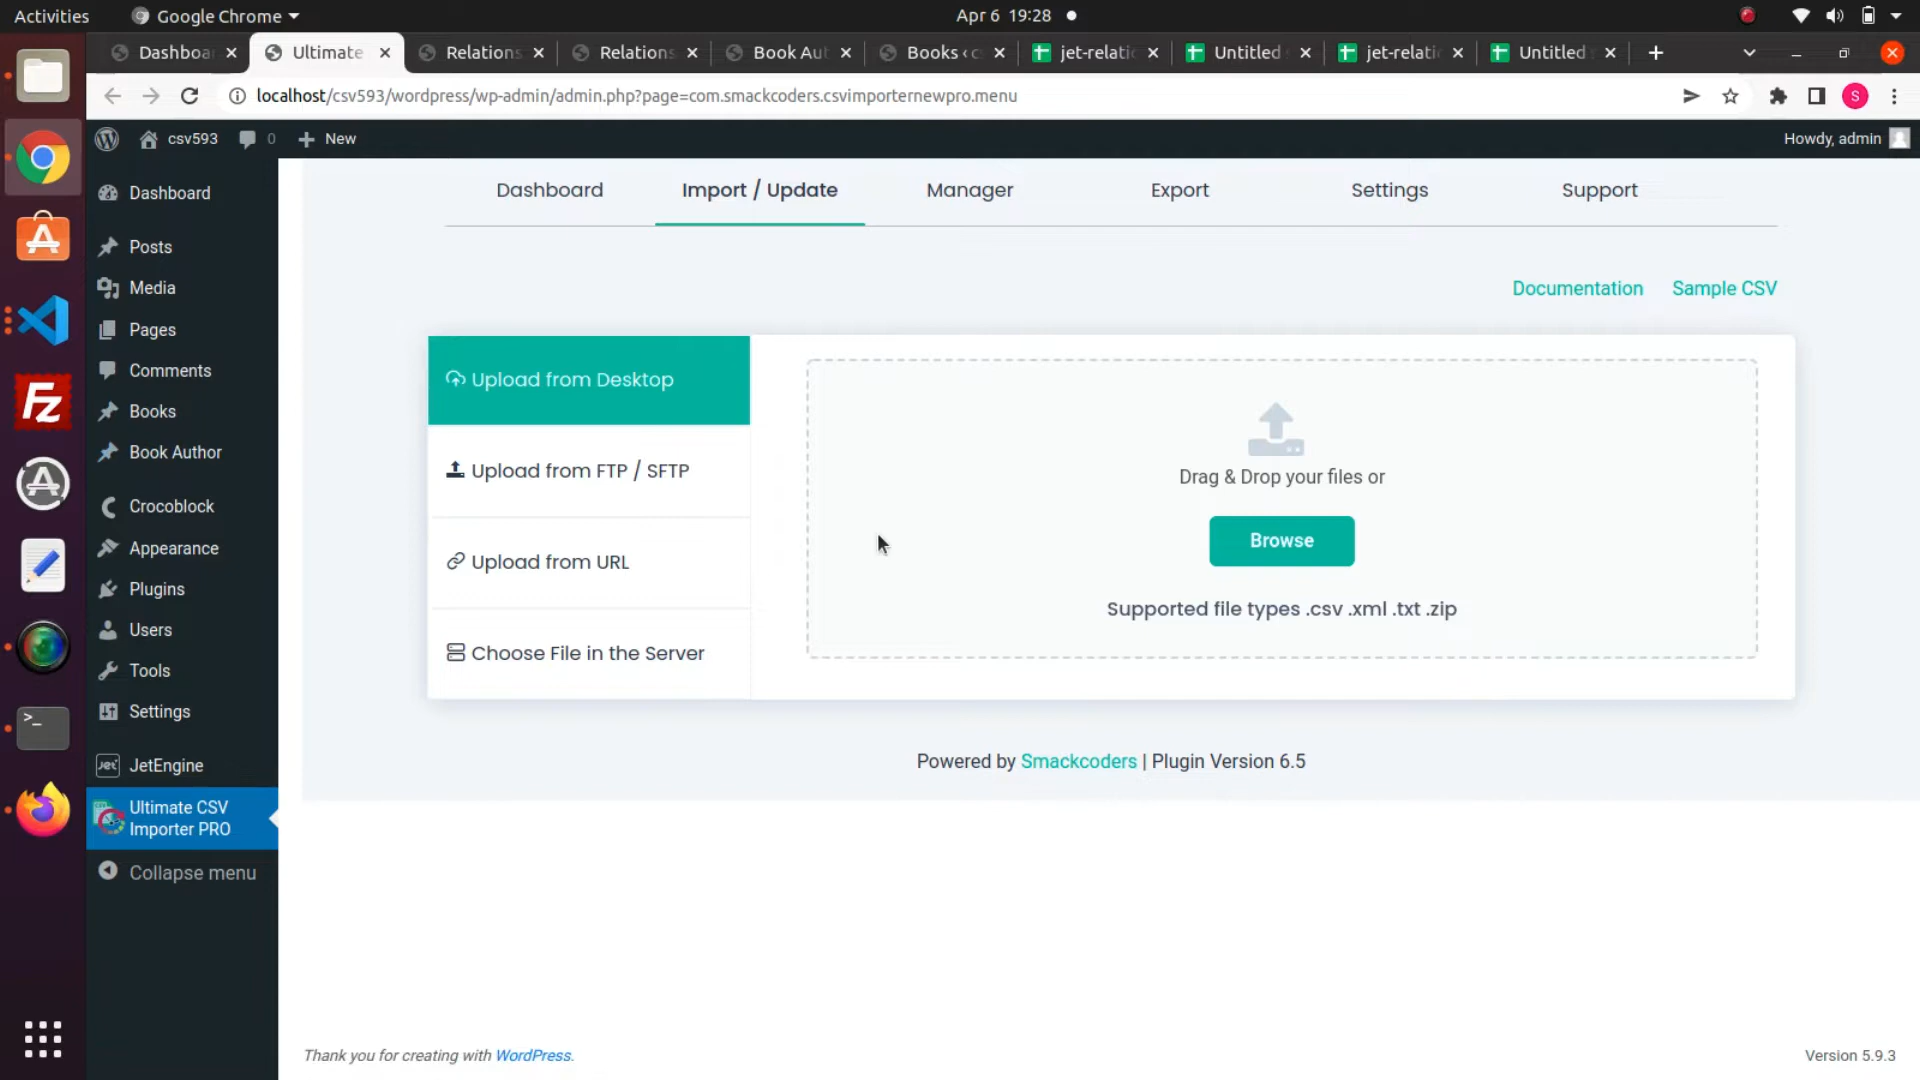 Activities
Google Chrome
Apr 6 19:28
Dashboa
Ultimate
Relations
Relations
Book Aut
Books ‹ c
jet-relatio
Untitled
jet-relati
Untitled
localhost/csv593/wordpress/wp-admin/admin.php?page=com.smackcoders.csvimporternewpro.menu
S
csv593
0
New
Howdy, admin
Dashboard
Posts
Media
Pages
Comments
Books
Book Author
Crocoblock
Appearance
Plugins
Users
Tools
Settings
JetEngine
Ultimate CSV
Importer PRO
Collapse menu
Dashboard
Import / Update
Manager
Export
Settings
Support
Documentation
Sample CSV
Upload from Desktop
Upload from FTP / SFTP
Upload from URL
Choose File in the Server
Drag & Drop your files or
Browse
Supported file types .csv .xml .txt .zip
Powered by Smackcoders | Plugin Version 6.5
Thank you for creating with WordPress.
Version 5.9.3